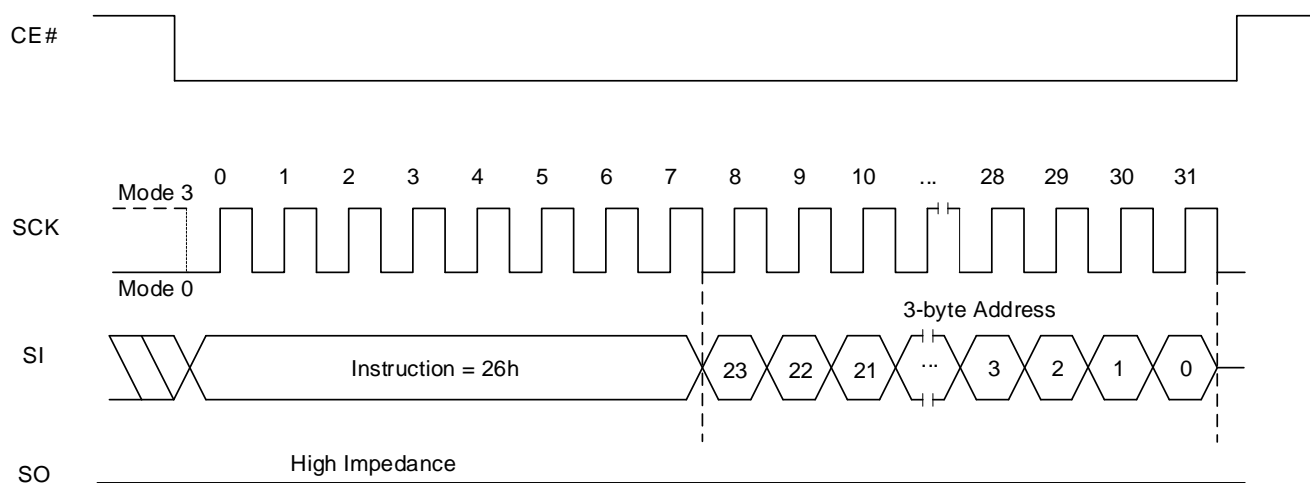 CE#
0 1 2 3 4 5 6 7 8 9 10 ... 28 29 30 31
Mode 3
SCK
Mode 0
3-byte Address
SI
Instruction = 26h 23 22 21 ... 3 2 1 0
High Impedance
SO